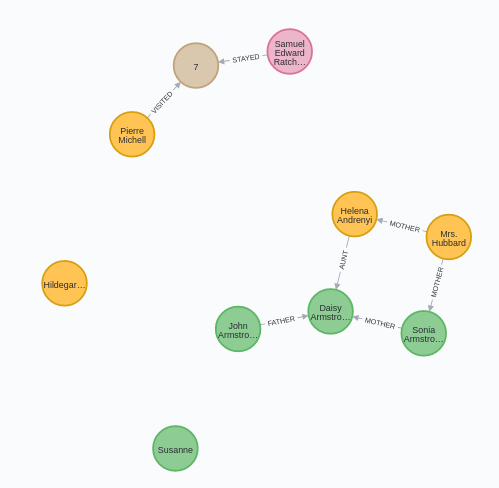 Samuel
Edward
Ratch…
STAYED
7
VISITED
Pierre
Michell
Helena
Andrenyi
MOTHER
Mrs.
Hubbard
AUNT
MOTHER
Hildegar…
Daisy
Armstro…
FATHER
John
Armstro…
MOTHER
Sonia
Armstro…
Susanne